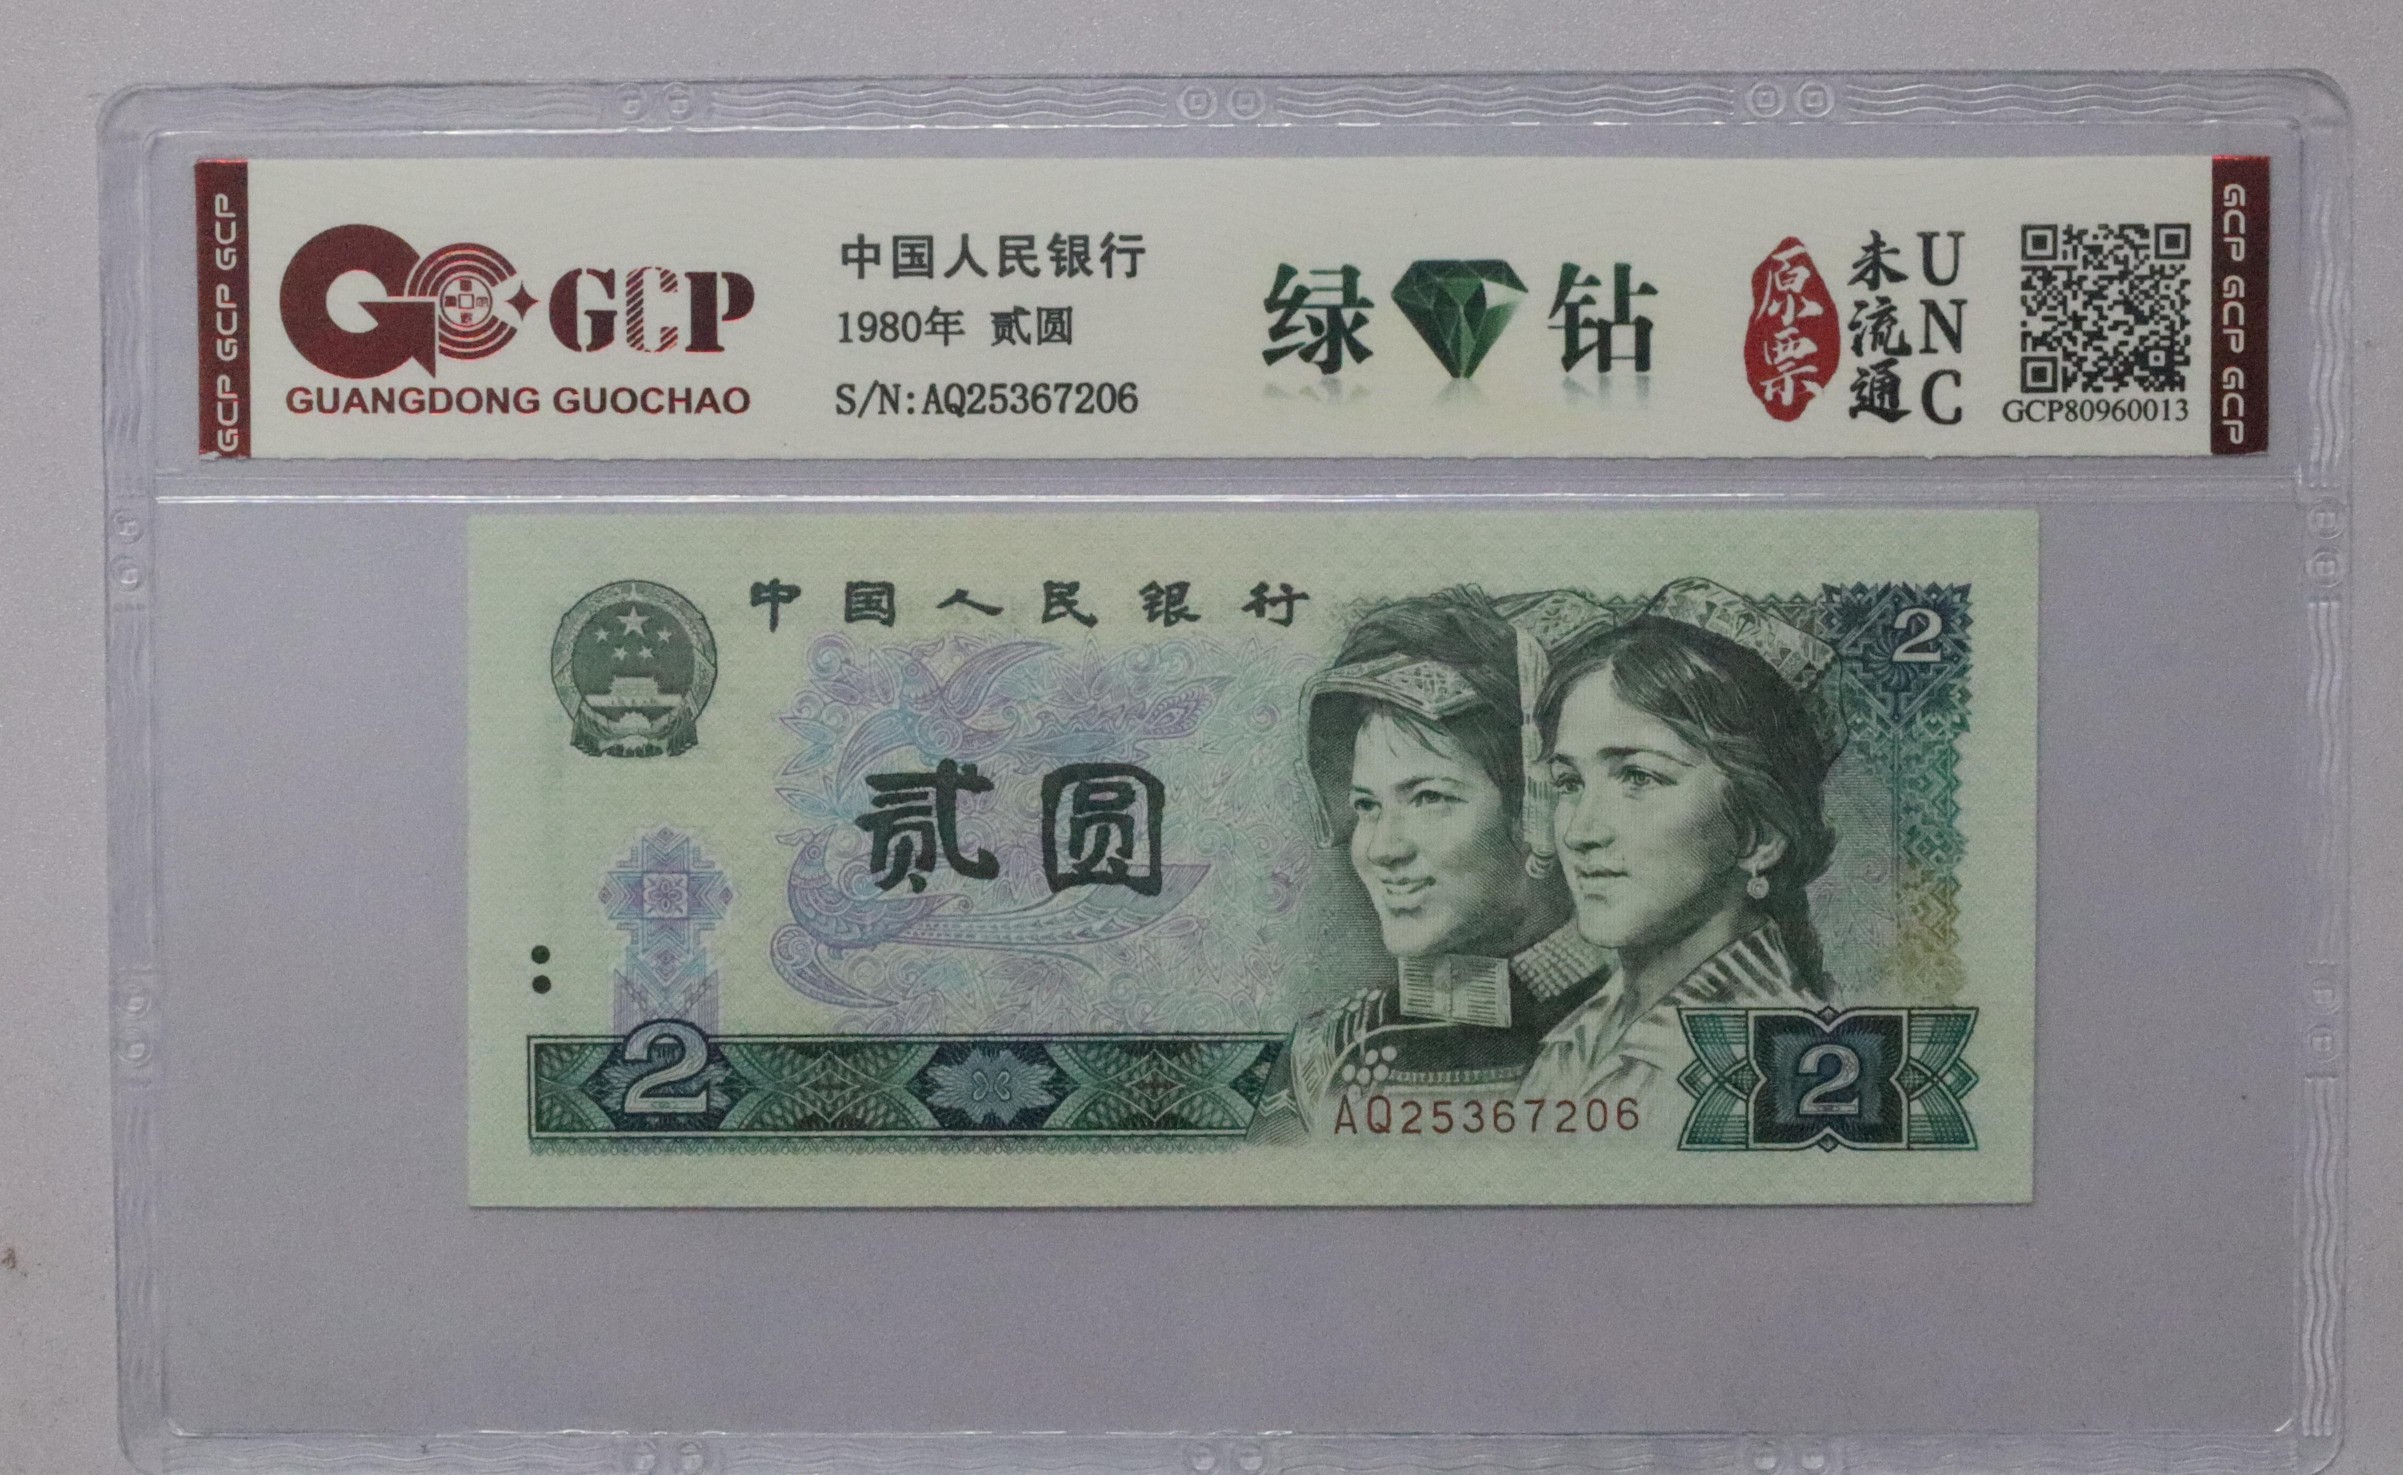 GCP GCP GCP
GCP
GUANGDONG GUOCHAO
中国人民银行
1980年 贰圆
S/N:AQ25367206
绿钻
原票
未流通
UNC
GCP80960013
GCP GCP GCP
中国人民银行
2
贰圆
2
AQ25367206
2